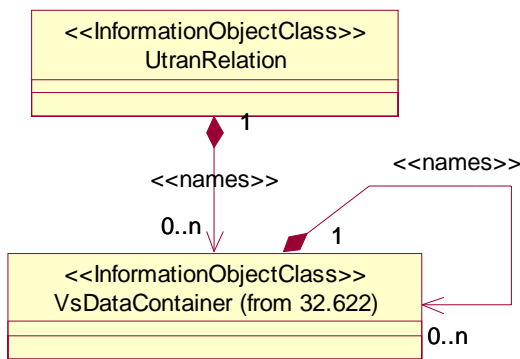 <<InformationObjectClass>>
UtranRelation
1
<<names>>
<<names>>
0..n
1
<<InformationObjectClass>>
VsDataContainer (from 32.622)
0..n